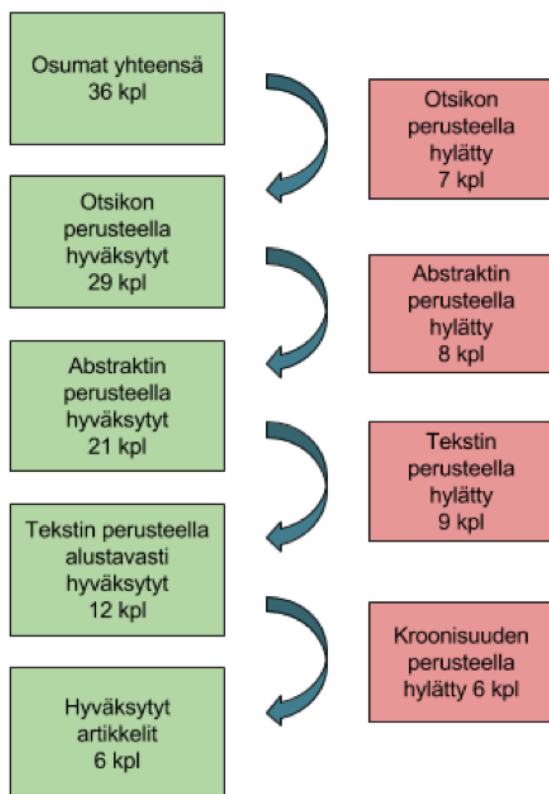 Osumat yhteensä
36 kpl
Otsikon
perusteella
hylätty
7 kpl
Otsikon
perusteella
hyväksytyt
29 kpl
Abstraktin
perusteella
hylätty
8 kpl
Abstraktin
perusteella
hyväksytyt
21 kpl
Tekstin
perusteella
hylätty
9 kpl
Tekstin perusteella
alustavasti
hyväksytyt
12 kpl
Kroonisuuden
perusteella
hylätty 6 kpl
Hyväksytyt
artikkelit
6 kpl